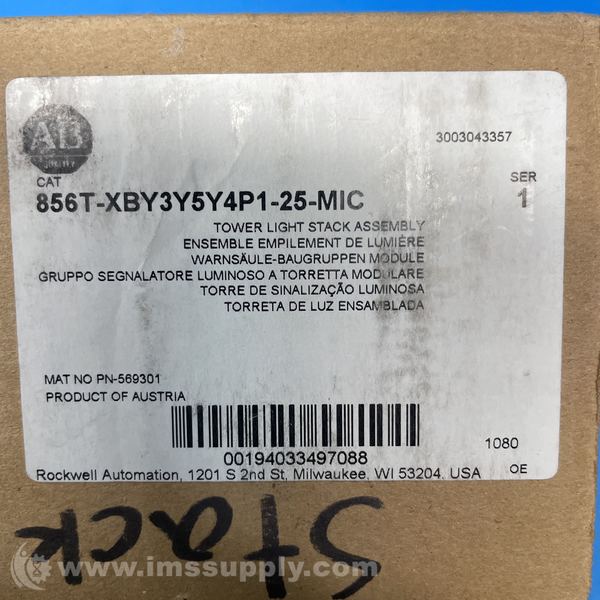 AB
QUALITY
3003043357
CAT
SER
856T-XBY3Y5Y4P1-25-MIC
1
TOWER LIGHT STACK ASSEMBLY
ENSEMBLE EMPILEMENT DE LUMIÈRE
WARNSÄULE-BAUGRUPPEN MODULE
GRUPPO SEGNALATORE LUMINOSO A TORRETTA MODULARE
TORRE DE SINALIZAÇÃO LUMINOSA
TORRETA DE LUZ ENSAMBLADA
MAT NO PN-569301
PRODUCT OF AUSTRIA
00194033497088
1080
Rockwell Automation, 1201 S 2nd St, Milwaukee, WI 53204, USA
OE
Stack
www.imssupply.com